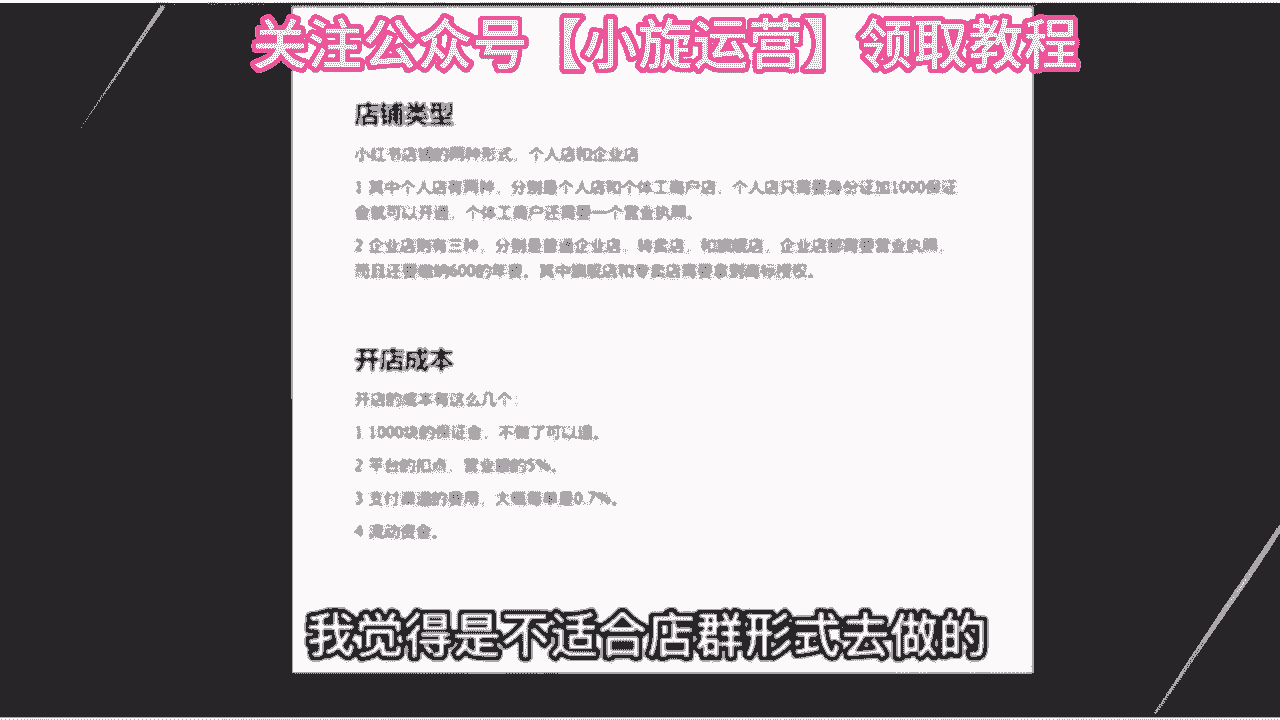 关注公众号【小旋运营】领取教程
店铺类型
小红书店铺的两种形式，个人店和企业店
1 其中个人店有两种，分别是个人店和个体工商户店，个人店只需要身份证加1000保证
金就可以开通，个体工商户还需要一个营业执照。
2 企业店则有三种，分别是普通企业店，专卖店，和旗舰店，企业店都需要营业执照，
而且还要缴纳600的年费。其中旗舰店和专卖店需要拿到商标授权。
开店成本
开店的成本有这么几个：
1 1000块的保证金，不做了可以退。
2 平台的扣点，营业额的5%。
3 支付渠道的费用，大概每单是0.7%。
4 流动资金。
我觉得是不适合店群形式去做的